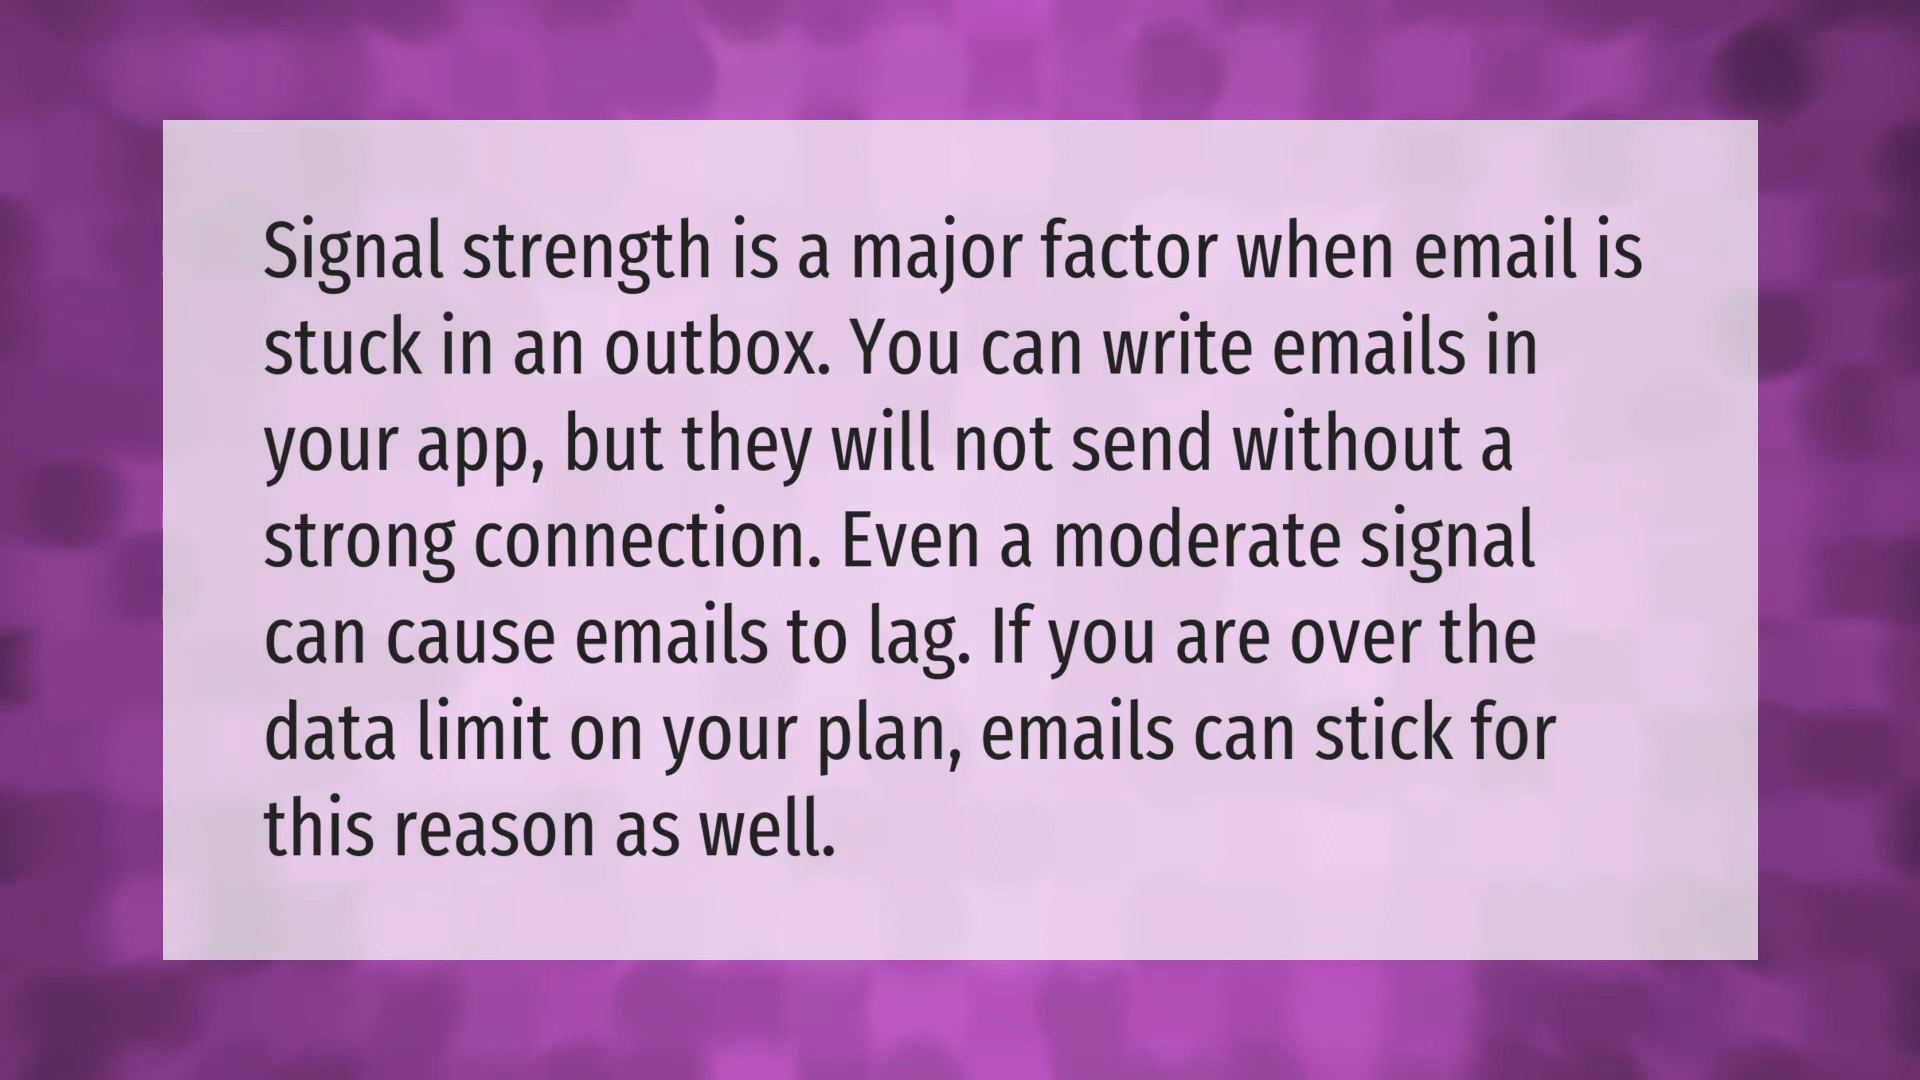 Signal strength is a major factor when email is
stuck in an outbox. You can write emails in
your app, but they will not send without a
strong connection. Even a moderate signal
can cause emails to lag. If you are over the
data limit on your plan, emails can stick for
this reason as well.